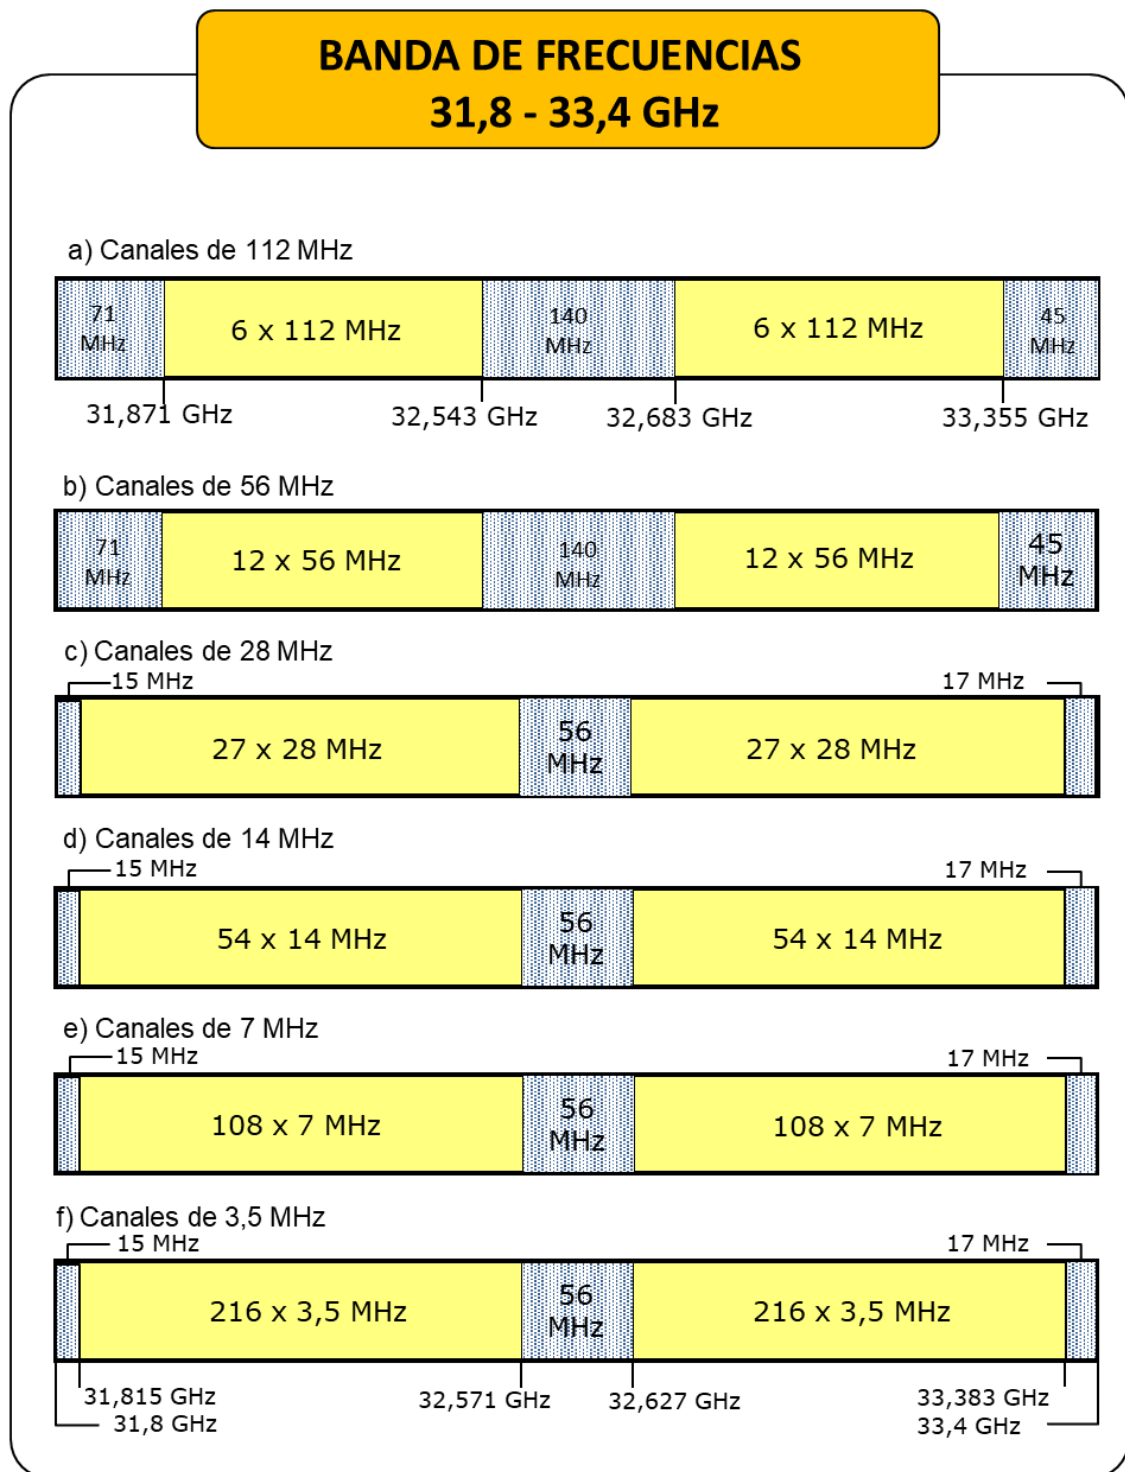 BANDA DE FRECUENCIAS
31,8 - 33,4 GHz
a) Canales de 112 MHz
71
MHz
6 x 112 MHz
140
MHz
6 x 112 MHz
45
MHz
31,871 GHz
32,543 GHz
32,683 GHz
33,355 GHz
b) Canales de 56 MHz
71
MHz
12 x 56 MHz
140
MHz
12 x 56 MHz
45
MHz
c) Canales de 28 MHz
15 MHz
17 MHz
27 x 28 MHz
56
MHz
27 x 28 MHz
d) Canales de 14 MHz
15 MHz
17 MHz
54 x 14 MHz
56
MHz
54 x 14 MHz
e) Canales de 7 MHz
15 MHz
17 MHz
108 x 7 MHz
56
MHz
108 x 7 MHz
f) Canales de 3,5 MHz
15 MHz
17 MHz
216 x 3,5 MHz
56
MHz
216 x 3,5 MHz
31,815 GHz
32,571 GHz
32,627 GHz
33,383 GHz
31,8 GHz
33,4 GHz